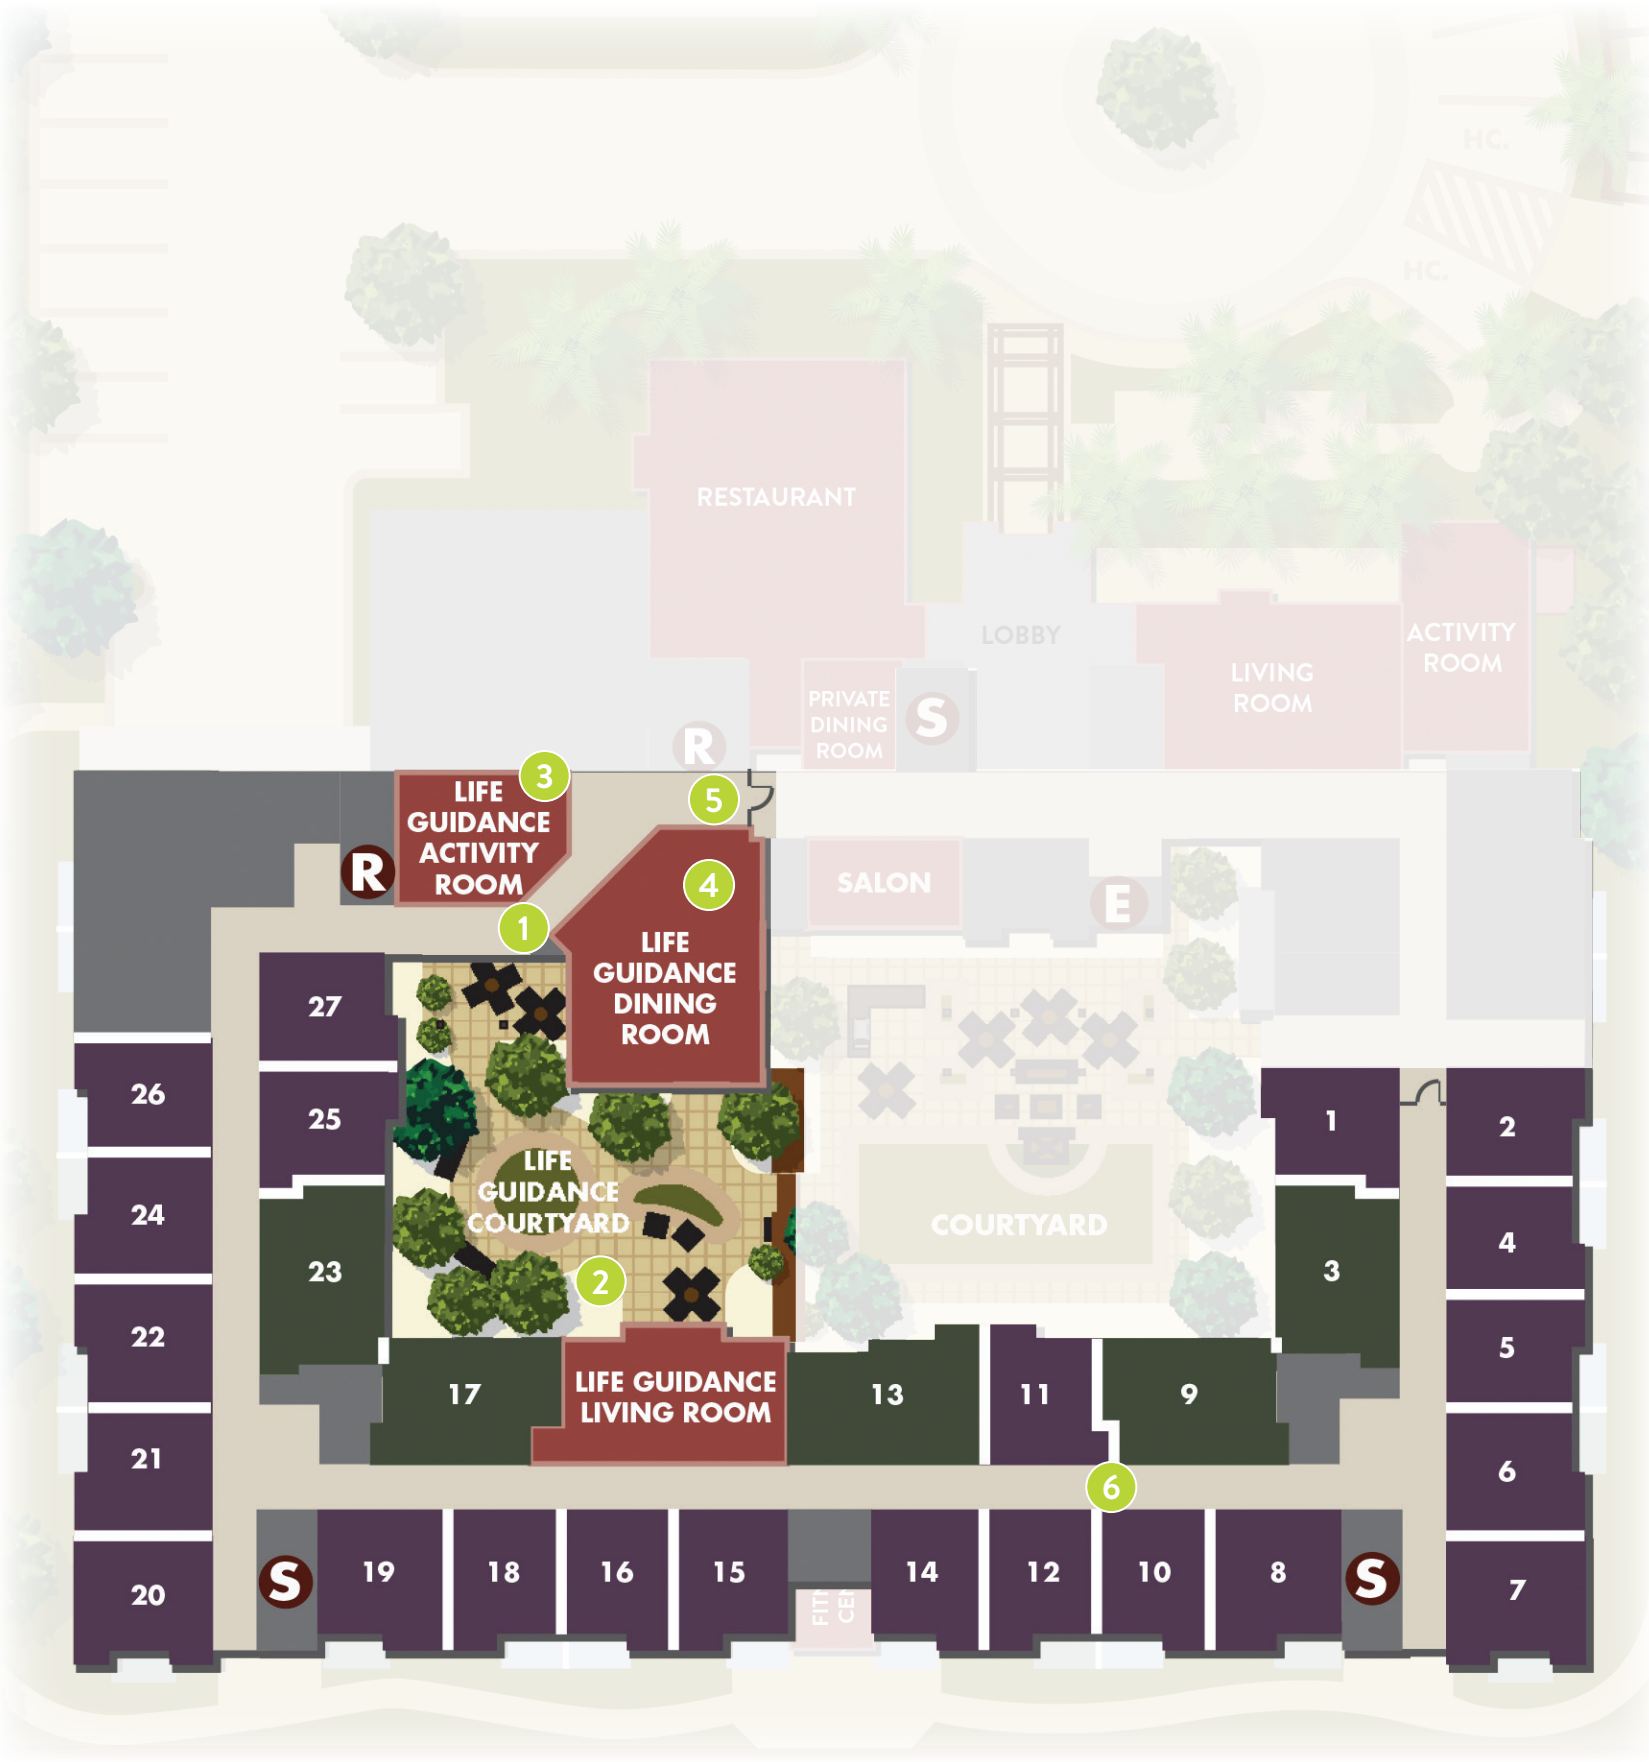 HC.
HC.
RESTAURANT
LOBBY
ACTIVITY
ROOM
LIVING
ROOM
PRIVATE
DINING
ROOM
S
R
3
5
LIFE
GUIDANCE
ACTIVITY
ROOM
R
4
SALON
E
1
LIFE
GUIDANCE
DINING
ROOM
27
26
25
1
2
LIFE
GUIDANCE
COURTYARD
COURTYARD
24
23
2
3
4
22
5
17
LIFE GUIDANCE
LIVING ROOM
13
11
9
21
6
6
20
S
19
18
16
15
14
12
10
8
S
7